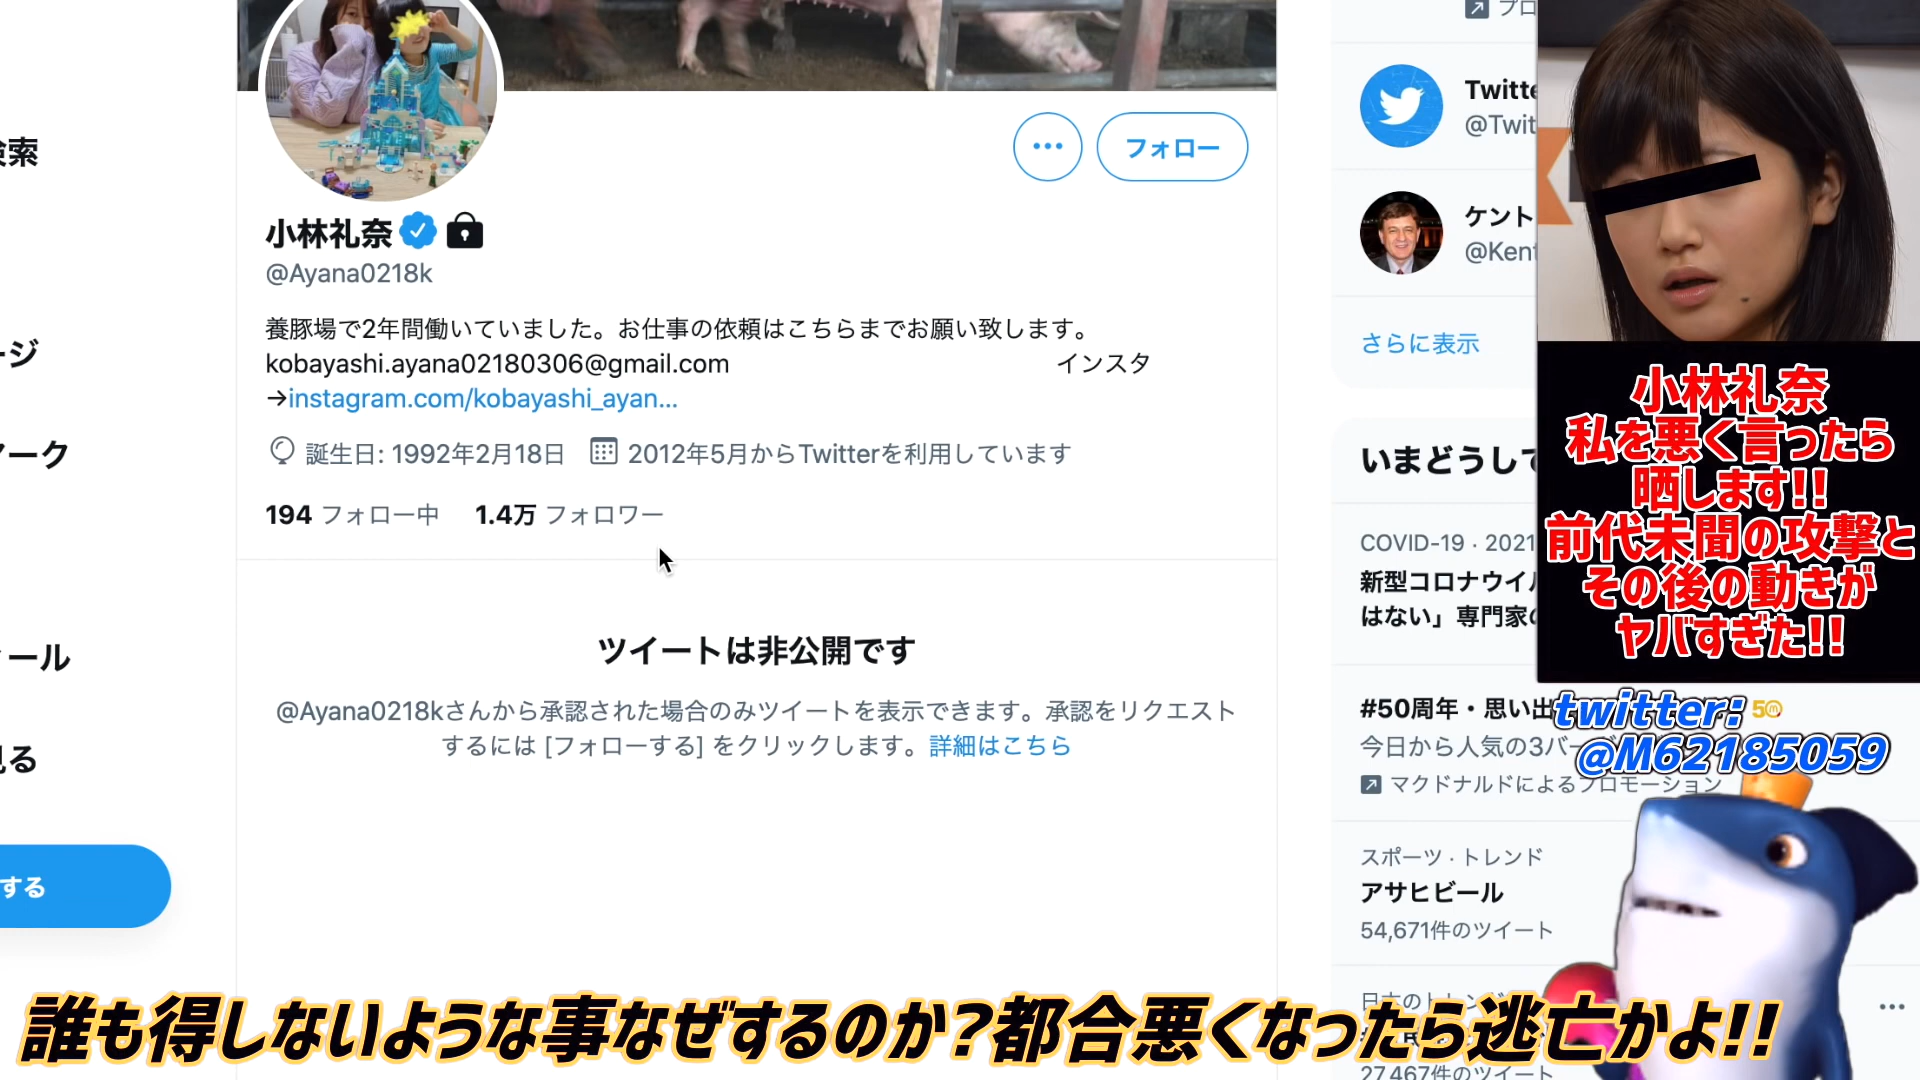 索
ージ
ーク
ール
見る
する
小林礼奈
@Ayana0218k
フォロー
養豚場で2年間働いていました。お仕事の依頼はこちらまでお願い致します。
kobayashi.ayana02180306@gmail.com インスタ
→instagram.com/kobayashi_ayan...
誕生日: 1992年2月18日 2012年5月からTwitterを利用しています
194 フォロー中 1.4万 フォロワー
ツイートは非公開です
@Ayana0218kさんから承認された場合のみツイートを表示できます。承認をリクエスト
するには [フォローする] をクリックします。詳細はこちら
プロ
Twitte
@Twit
ケント
@Kent
さらに表示
いまどうして
COVID-19 · 2021
新型コロナウイル
はない」専門家の
#50周年・思い出
今日から人気の3バーガ
マクドナルドによるプロモーション
スポーツ · トレンド
アサヒビール
54,671件のツイート
日本のトレンド
27,467件のツイート
小林礼奈
私を悪く言ったら
晒します!!
前代未聞の攻撃と
その後の動きが
ヤバすぎた!!
twitter:
@M62185059
誰も得しないような事なぜするのか?都合悪くなったら逃亡かよ!!